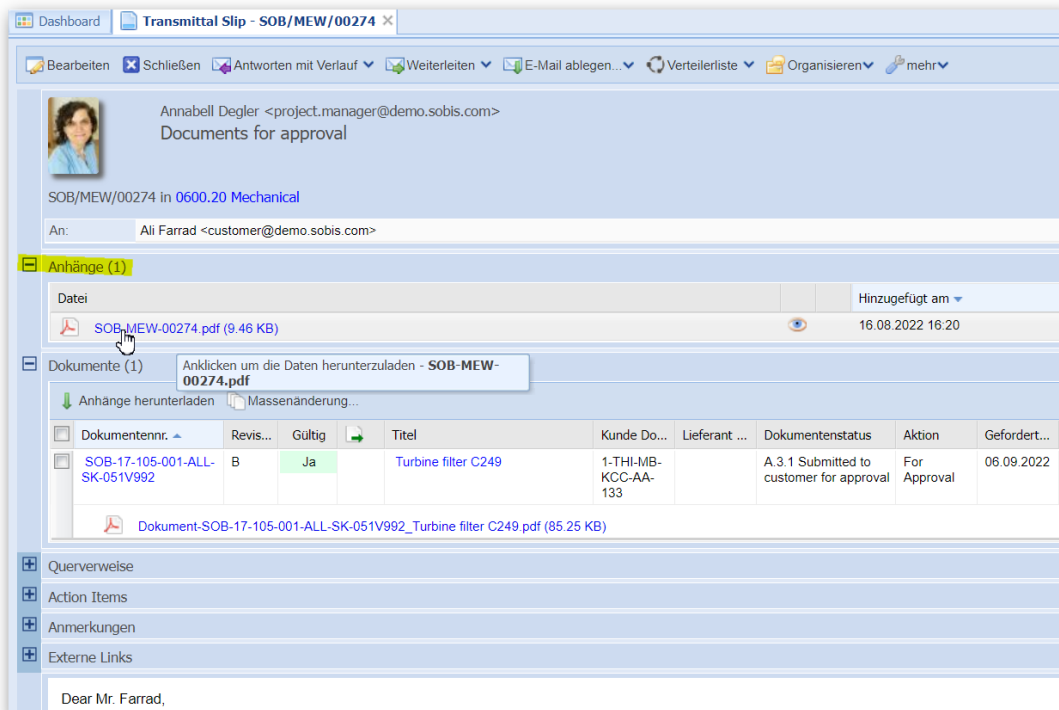 Dashboard Transmittal Slip - SOB/MEW/00274
Bearbeiten Schließen Antworten mit Verlauf Weiterleiten E-Mail ablegen... Verteilerliste Organisieren mehr
Annabell Degler <project.manager@demo.sobis.com>
Documents for approval
SOB/MEW/00274 in 0600.20 Mechanical
An: Ali Farrad <customer@demo.sobis.com>
Anhänge (1)
Datei Hinzugefügt am
SOB-MEW-00274.pdf (9.46 KB) 16.08.2022 16:20
Dokumente (1)
Anklicken um die Daten herunterzuladen - SOB-MEW-
00274.pdf
Anhänge herunterladen Massenänderung...
Dokumentennr. Revis... Gültig Titel Kunde Do... Lieferant ... Dokumentenstatus Aktion Gefordert...
SOB-17-105-001-ALL- B Ja Turbine filter C249 1-THI-MB- A.3.1 Submitted to For 06.09.2022
SK-051V992 KCC-AA- customer for approval Approval
133
Dokument-SOB-17-105-001-ALL-SK-051V992_Turbine filter C249.pdf (85.25 KB)
Querverweise
Action Items
Anmerkungen
Externe Links
Dear Mr. Farrad,